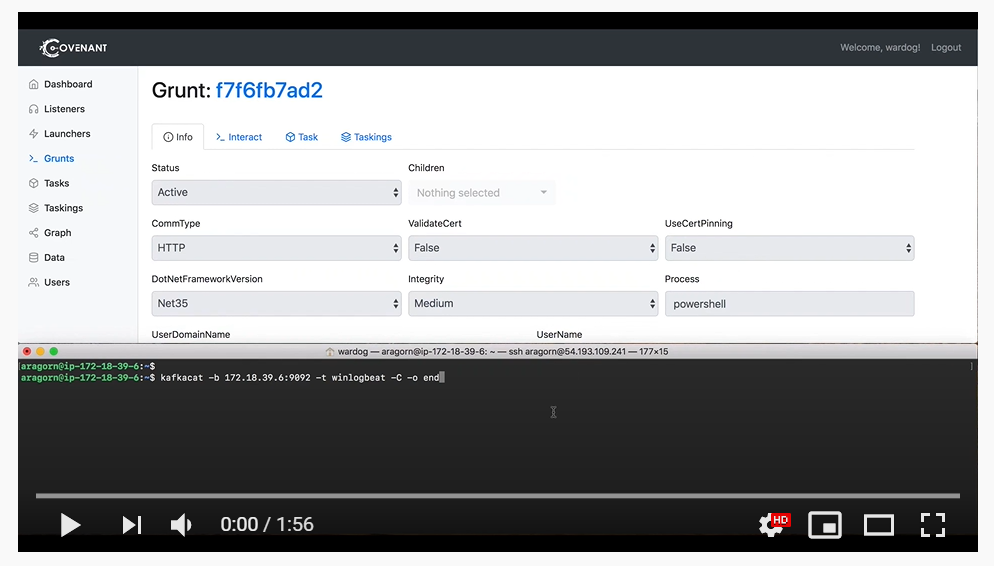 COVENANT
Welcome, wardog! Logout
Dashboard
Listeners
Launchers
Grunts
Tasks
Taskings
Graph
Data
Users
Grunt: f7f6fb7ad2
Info Interact Task Taskings
Status Children
Active Nothing selected
CommType ValidateCert UseCertPinning
HTTP False False
DotNetFrameworkVersion Integrity Process
Net35 Medium powershell
UserDomainName UserName
wardog — aragorn@ip-172-18-39-6: ~ — ssh aragorn@54.193.109.241 — 177×15
[aragorn@ip-172-18-39-6:~$ ]
aragorn@ip-172-18-39-6:~$ kafkacat -b 172.18.39.6:9092 -t winlogbeat -C -o end
0:00 / 1:56
HD